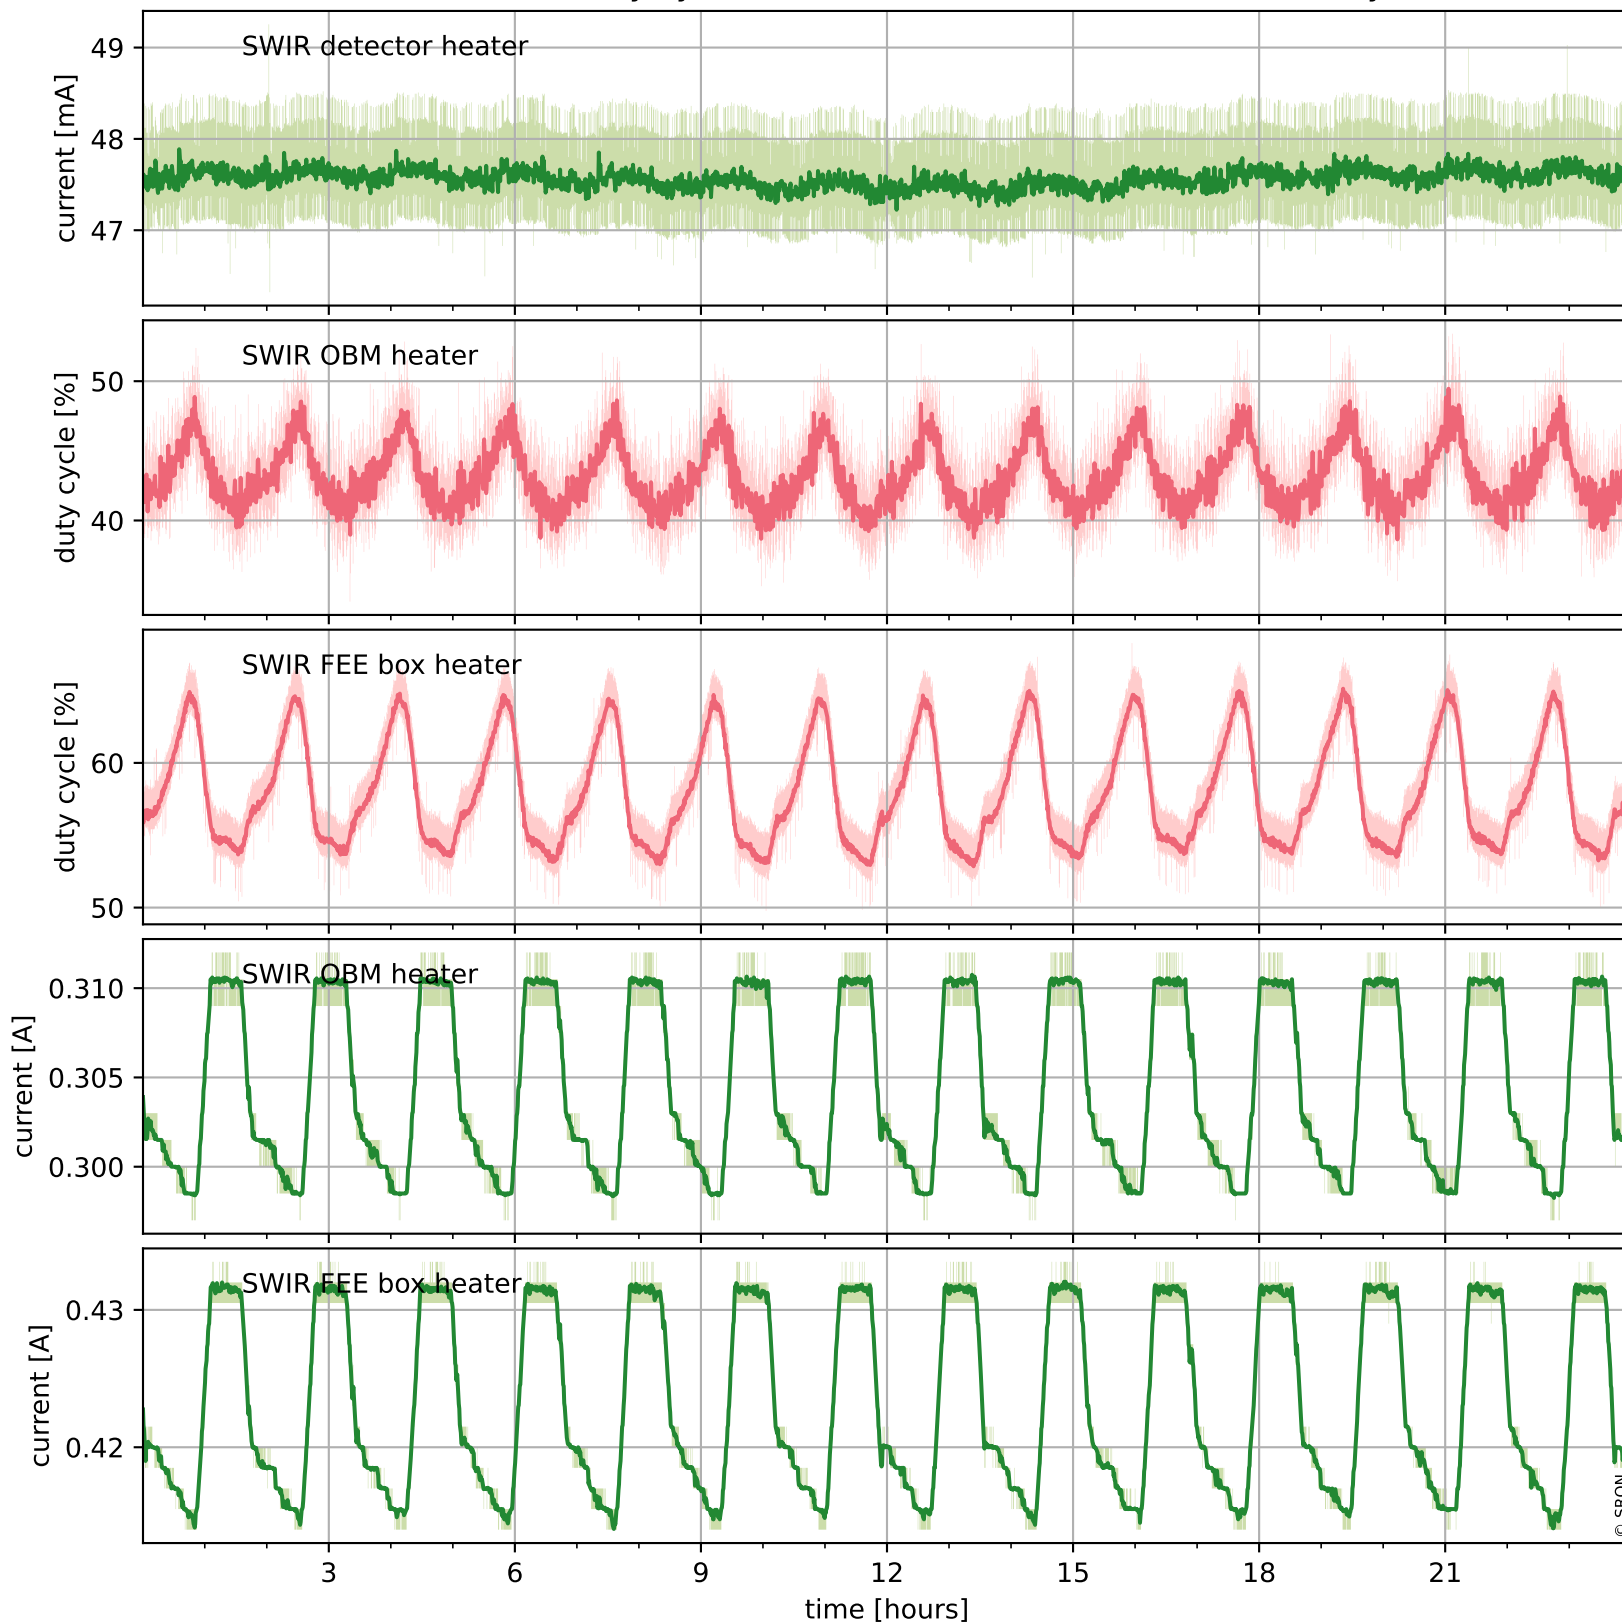 SWIR detector heater
49
48
47
current [mA]
SWIR OBM heater
50
40
duty cycle [%]
SWIR FEE box heater
60
50
duty cycle [%]
SWIR OBM heater
0.310
0.305
0.300
current [A]
SWIR FEE box heater
0.43
0.42
current [A]
3 6 9 12 15 18 21
time [hours]
© SRON